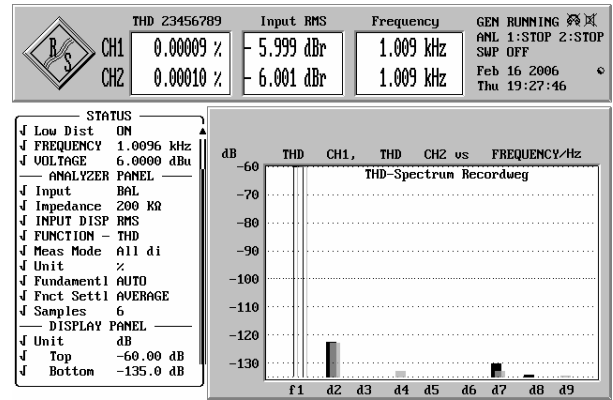 THD 23456789 Input RMS Frequency
R S
CH1 0.00009 % - 5.999 dBr 1.009 kHz
CH2 0.00010 % - 6.001 dBr 1.009 kHz
GEN RUNNING
ANL 1:STOP 2:STOP
SWP OFF
Feb 16 2006
Thu 19:27:46
STATUS
Low Dist ON
FREQUENCY 1.0096 kHz
VOLTAGE 6.0000 dBu
ANALYZER PANEL
Input BAL
Impedance 200 KΩ
INPUT DISP RMS
FUNCTION - THD
Meas Mode All di
Unit %
Fundamentl AUTO
Fnct Settl AVERAGE
Samples 6
DISPLAY PANEL
Unit dB
Top -60.00 dB
Bottom -135.0 dB
dB THD CH1, THD CH2 vs FREQUENCY/Hz
THD-Spectrum Recordweg
-60
-70
-80
-90
-100
-110
-120
-130
f1 d2 d3 d4 d5 d6 d7 d8 d9